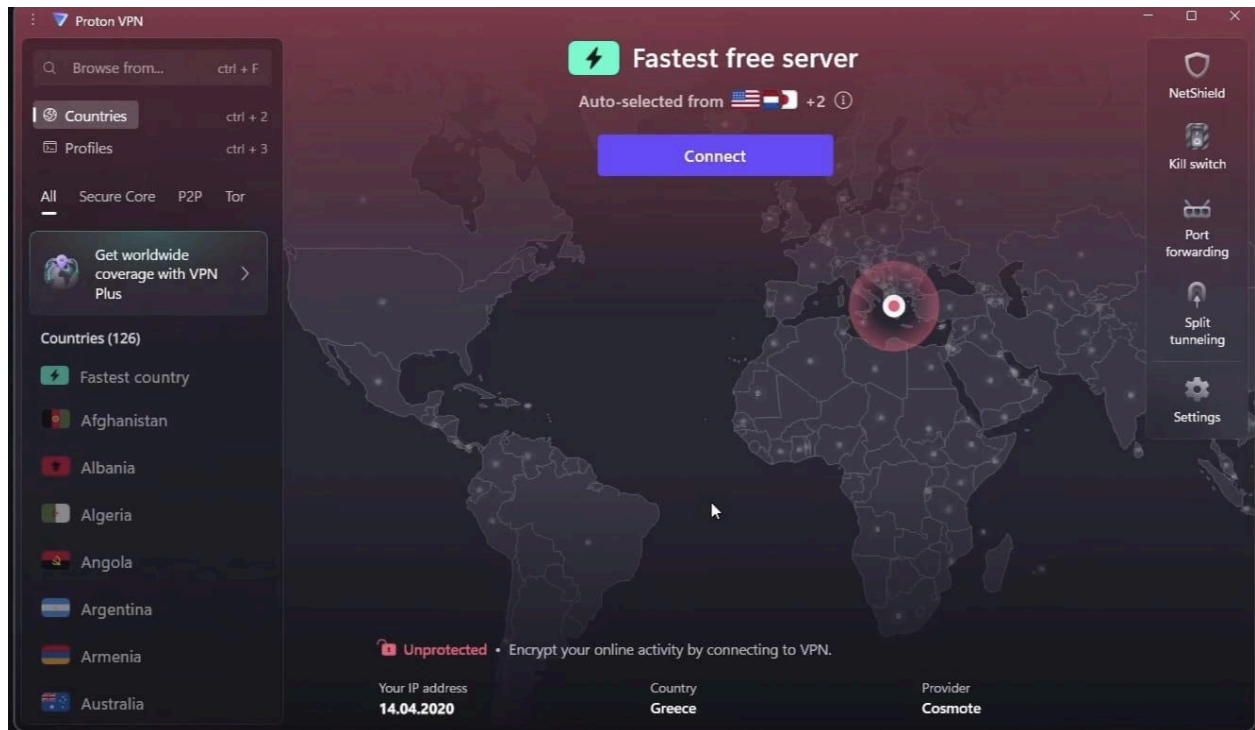 Proton VPN
Browse from... ctrl + F
Countries ctrl + 2
Profiles ctrl + 3
All Secure Core P2P Tor
Get worldwide
coverage with VPN
Plus
Countries (126)
Fastest country
Afghanistan
Albania
Algeria
Angola
Argentina
Armenia
Australia
Fastest free server
Auto-selected from +2
Connect
Unprotected • Encrypt your online activity by connecting to VPN.
Your IP address Country Provider
14.04.2020 Greece Cosmote
NetShield
Kill switch
Port
forwarding
Split
tunneling
Settings